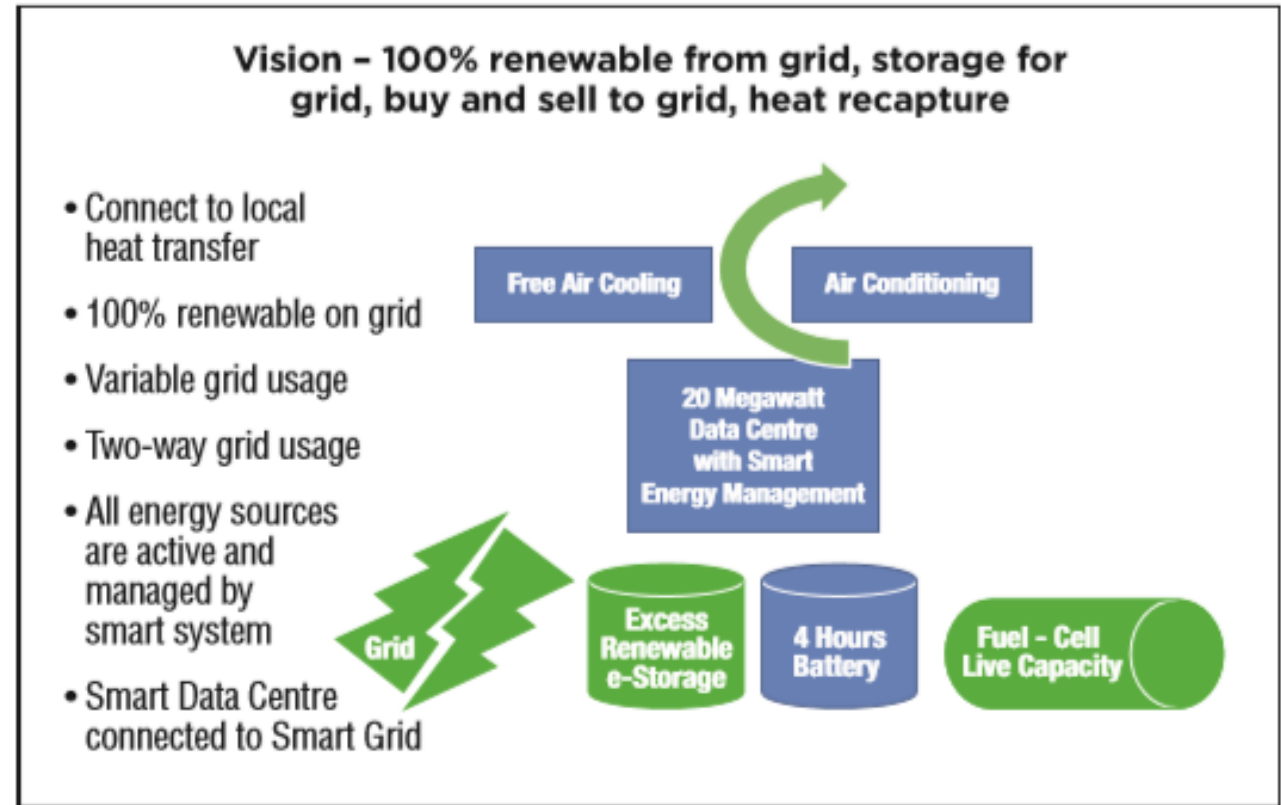 Vision – 100% renewable from grid, storage for
grid, buy and sell to grid, heat recapture
• Connect to local
heat transfer
• 100% renewable on grid
• Variable grid usage
• Two-way grid usage
• All energy sources
are active and
managed by
smart system
• Smart Data Centre
connected to Smart Grid
Free Air Cooling
Air Conditioning
20 Megawatt
Data Centre
with Smart
Energy Management
Grid
Excess
Renewable
e-Storage
4 Hours
Battery
Fuel - Cell
Live Capacity